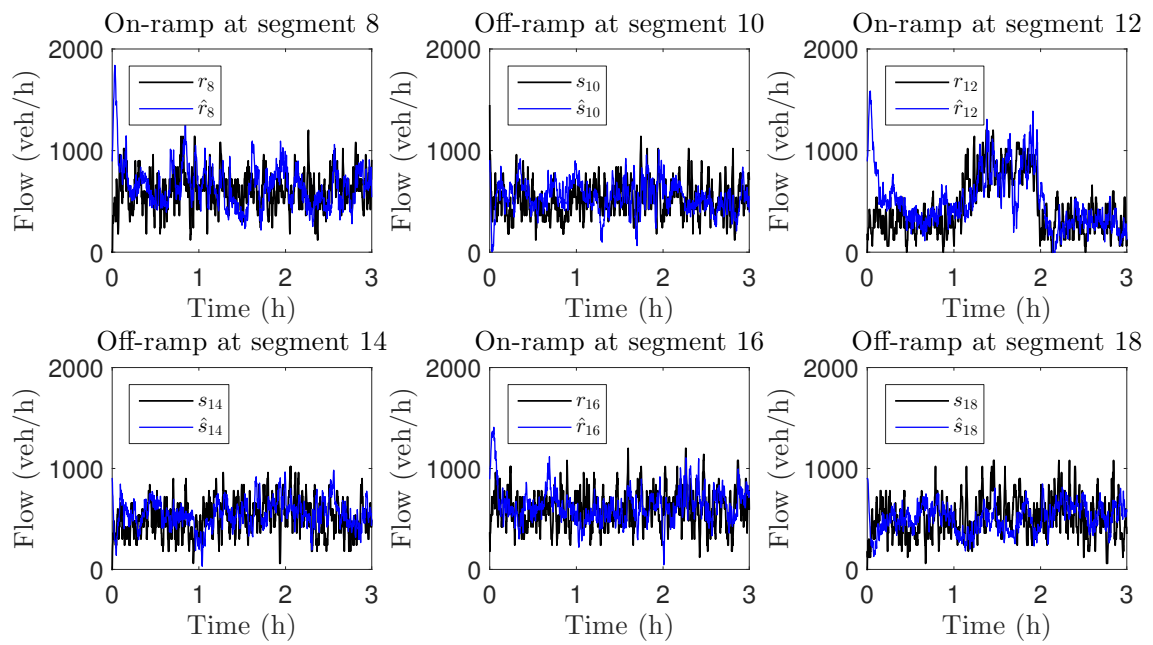 On-ramp at segment 8
Off-ramp at segment 10
On-ramp at segment 12
2000
1000
0
Flow (veh/h)
r₈
r̂₈
0 1 2 3
Time (h)
2000
1000
0
Flow (veh/h)
s₁₀
ŝ₁₀
0 1 2 3
Time (h)
2000
1000
0
Flow (veh/h)
r₁₂
r̂₁₂
0 1 2 3
Time (h)
Off-ramp at segment 14
On-ramp at segment 16
Off-ramp at segment 18
2000
1000
0
Flow (veh/h)
s₁₄
ŝ₁₄
0 1 2 3
Time (h)
2000
1000
0
Flow (veh/h)
r₁₆
r̂₁₆
0 1 2 3
Time (h)
2000
1000
0
Flow (veh/h)
s₁₈
ŝ₁₈
0 1 2 3
Time (h)